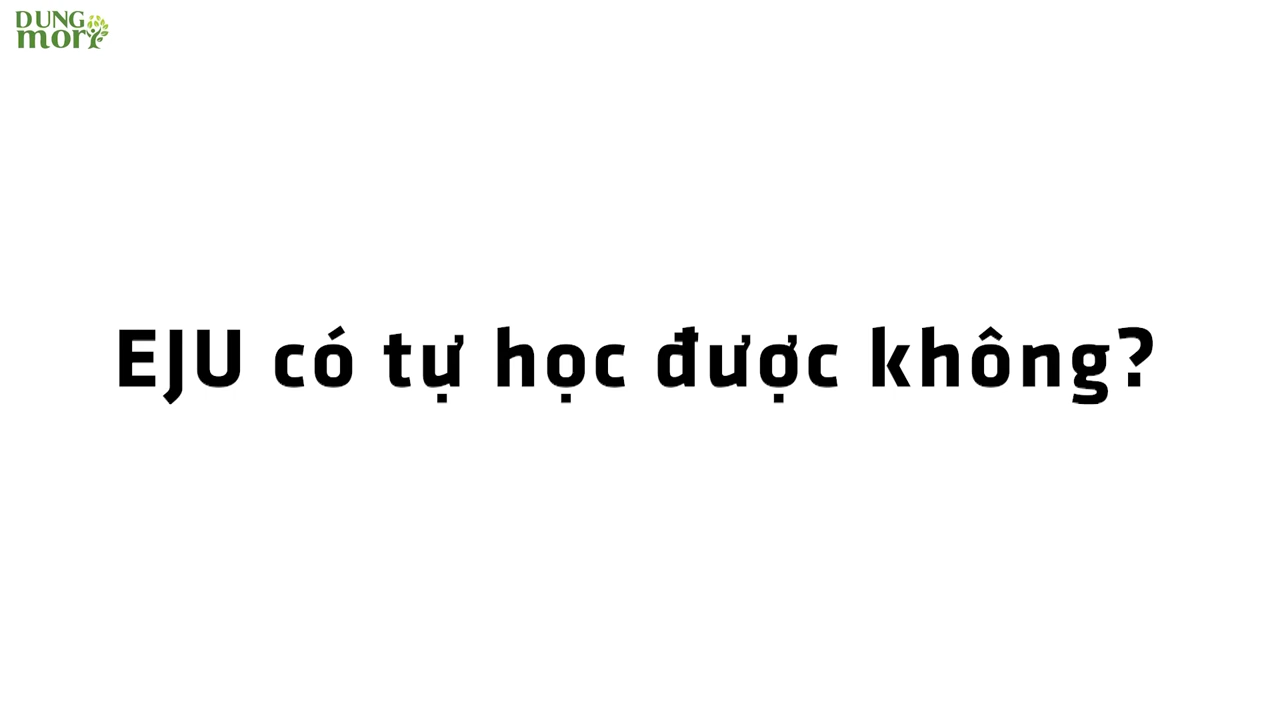 DUNG
mori
EJU có tự học được không?